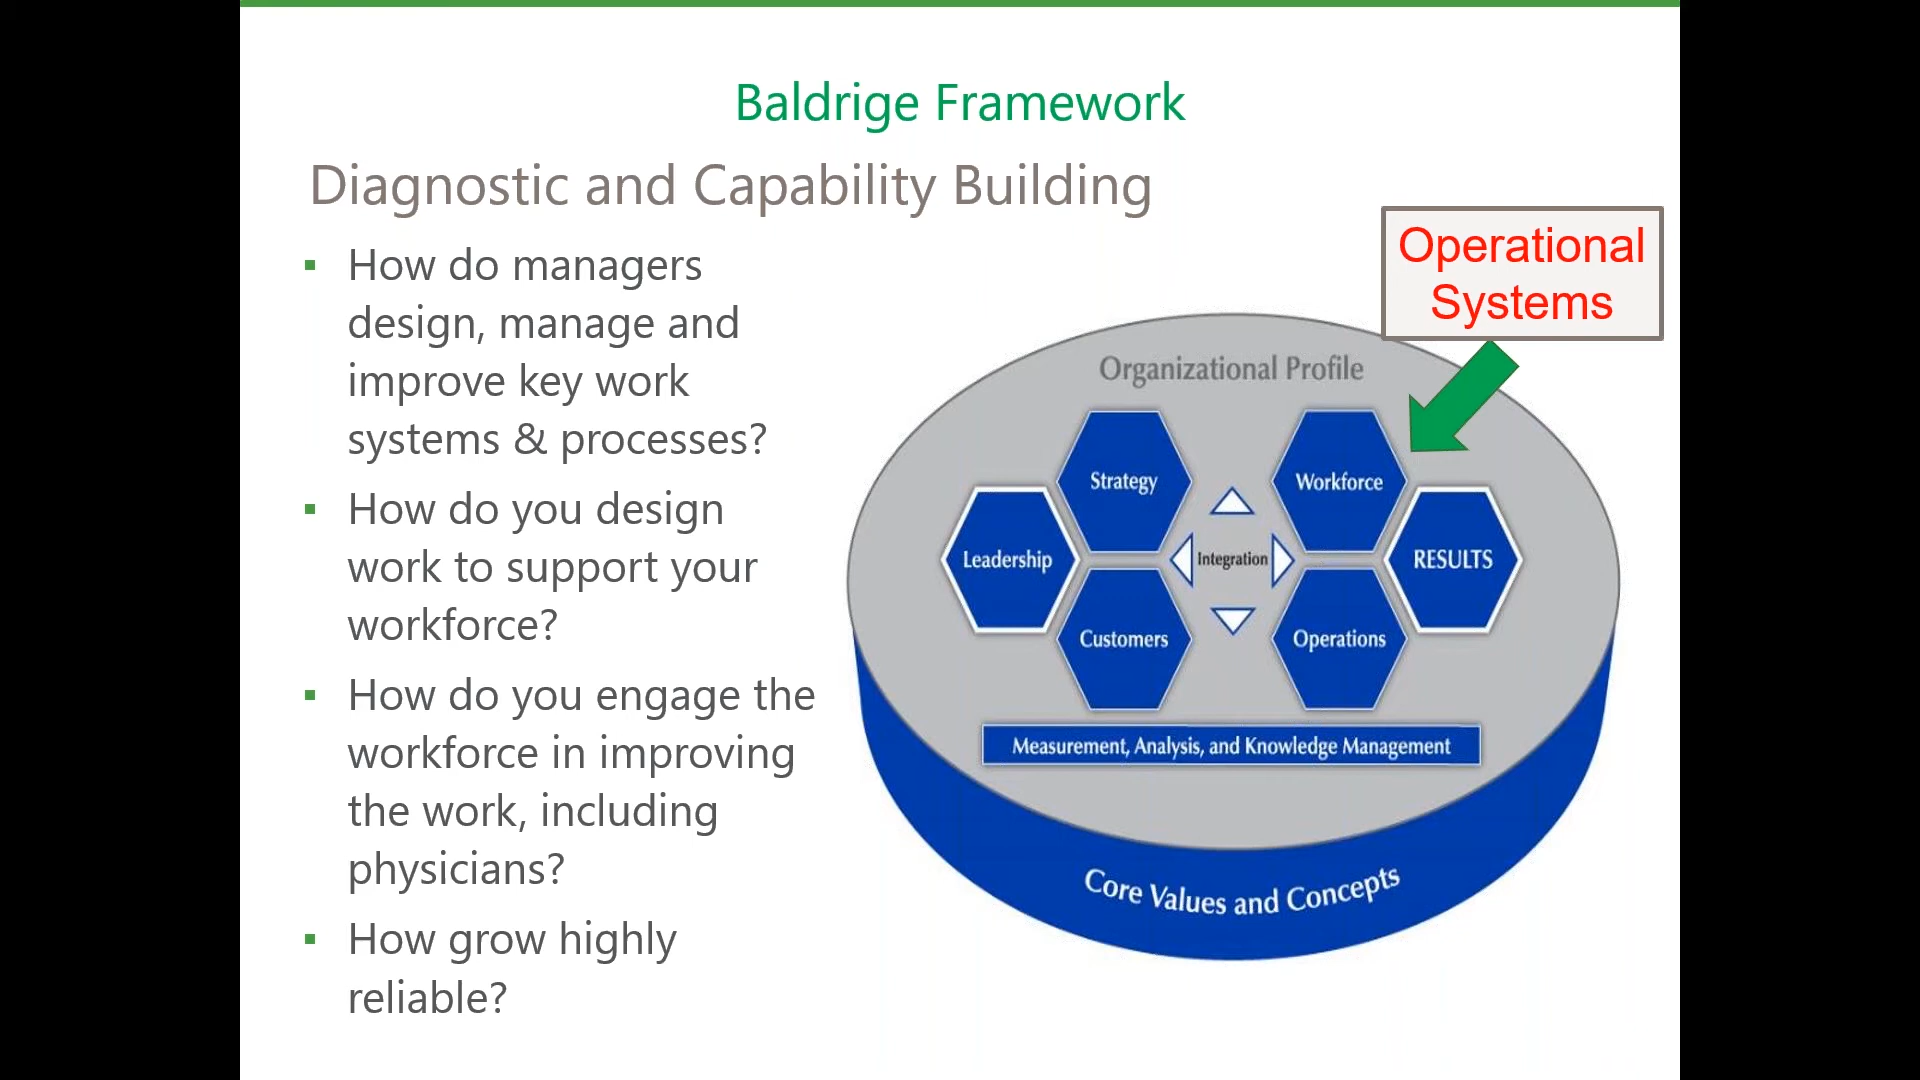 Baldrige Framework
Diagnostic and Capability Building
▪ How do managers
design, manage and
improve key work
systems & processes?
▪ How do you design
work to support your
workforce?
▪ How do you engage the
workforce in improving
the work, including
physicians?
▪ How grow highly
reliable?
Operational
Systems
Organizational Profile
Strategy
Workforce
Leadership
Integration
RESULTS
Customers
Operations
Measurement, Analysis, and Knowledge Management
Core Values and Concepts